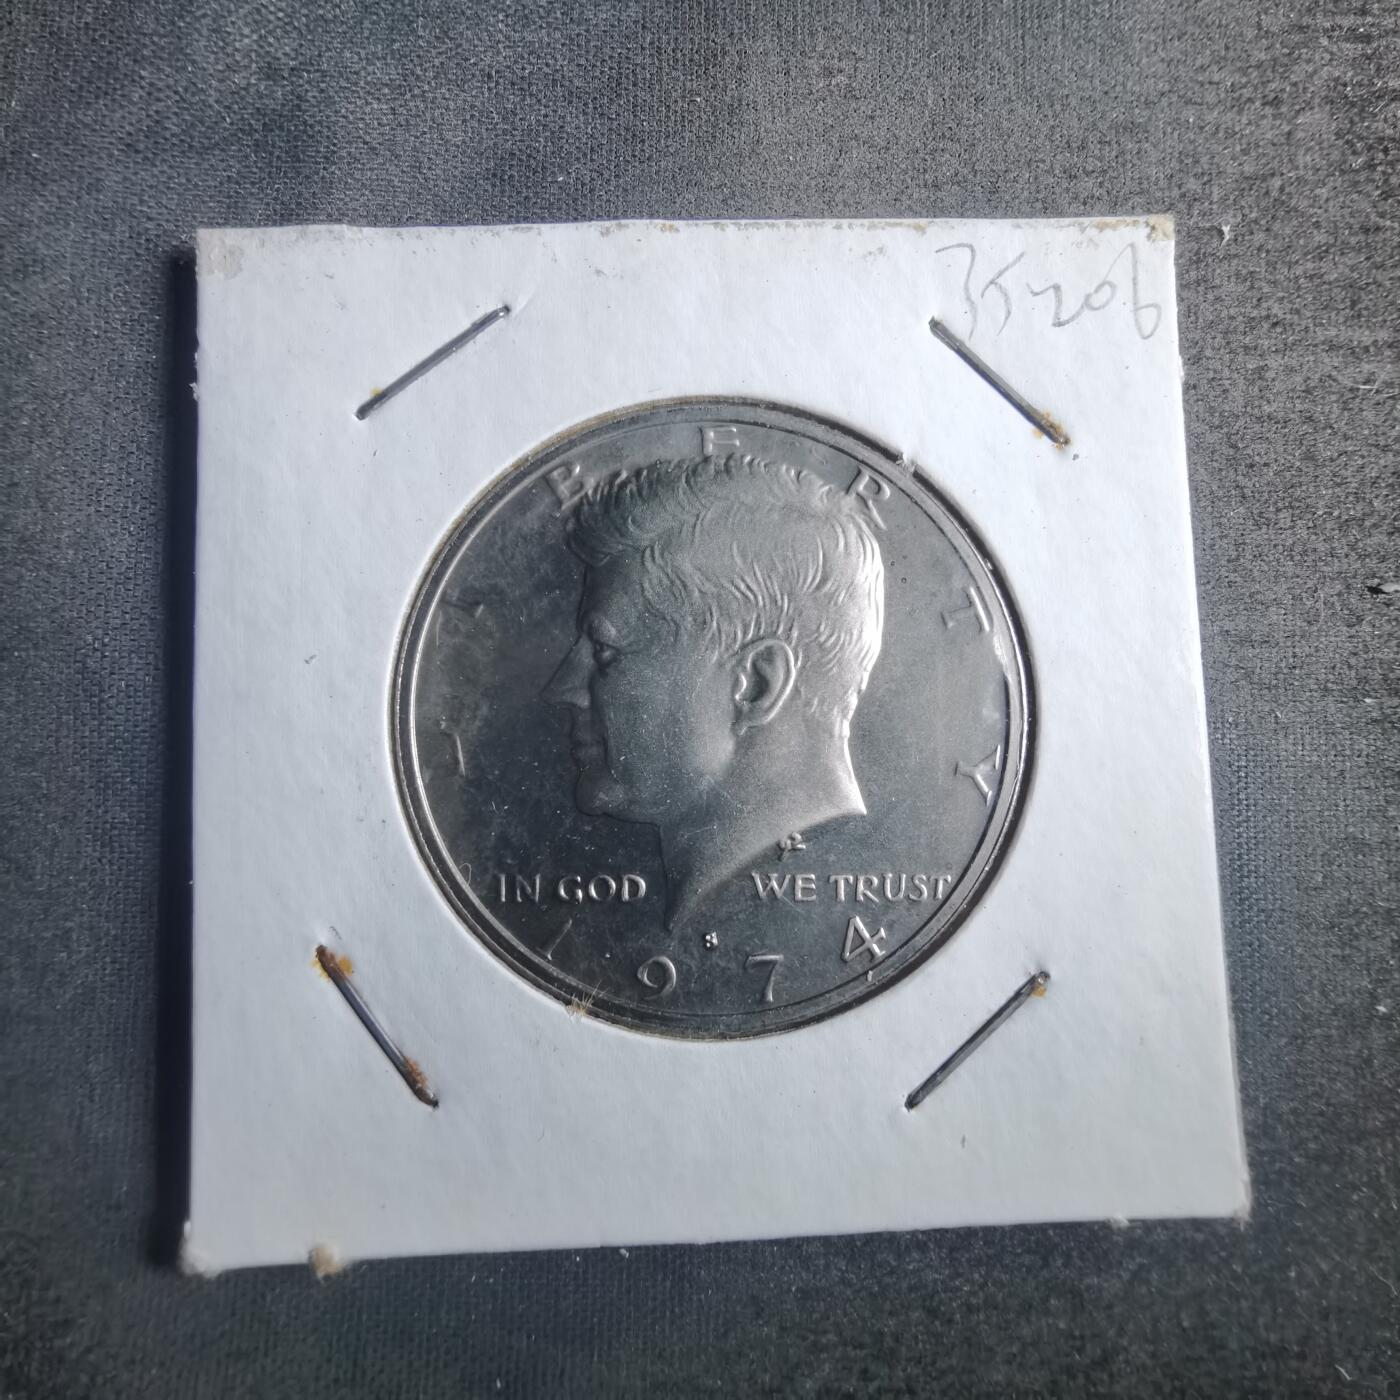 35206
LIBERTY
IN GOD WE TRUST
S
1974